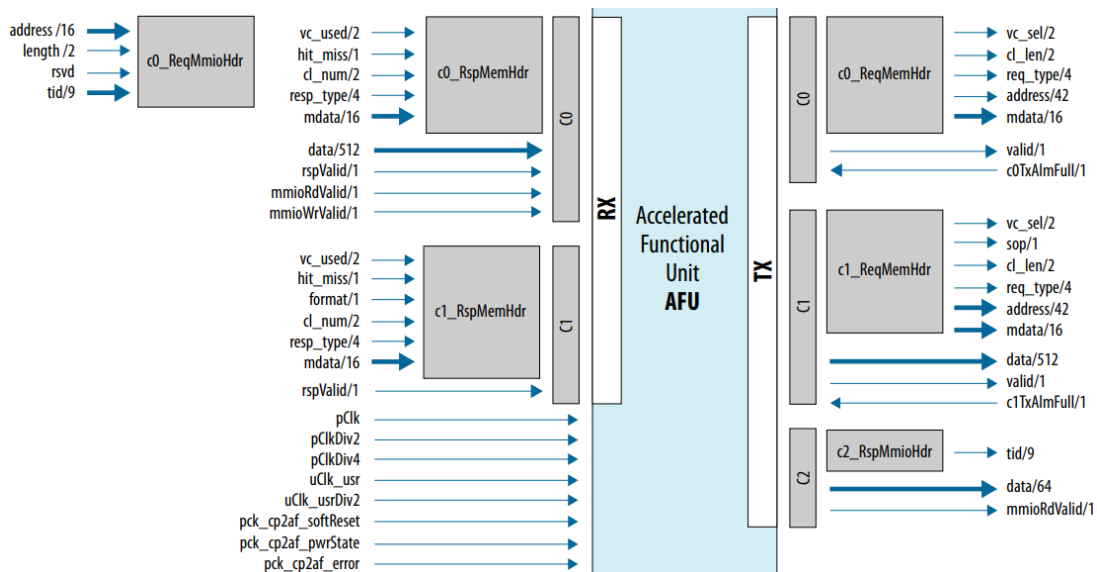 address /16
length /2
rsvd
tid/9
c0_ReqMmioHdr
vc_used/2
hit_miss/1
cl_num/2
resp_type/4
mdata/16
c0_RspMemHdr
data/512
rspValid/1
mmioRdValid/1
mmioWrValid/1
C0
vc_used/2
hit_miss/1
format/1
cl_num/2
resp_type/4
mdata/16
c1_RspMemHdr
rspValid/1
C1
pClk
pClkDiv2
pClkDiv4
uClk_usr
uClk_usrDiv2
pck_cp2af_softReset
pck_cp2af_pwrState
pck_cp2af_error
RX
Accelerated
Functional
Unit
AFU
TX
C0
c0_ReqMemHdr
vc_sel/2
cl_len/2
req_type/4
address/42
mdata/16
valid/1
c0TxAlmFull/1
C1
c1_ReqMemHdr
vc_sel/2
sop/1
cl_len/2
req_type/4
address/42
mdata/16
data/512
valid/1
c1TxAlmFull/1
C2
c2_RspMmioHdr
tid/9
data/64
mmioRdValid/1